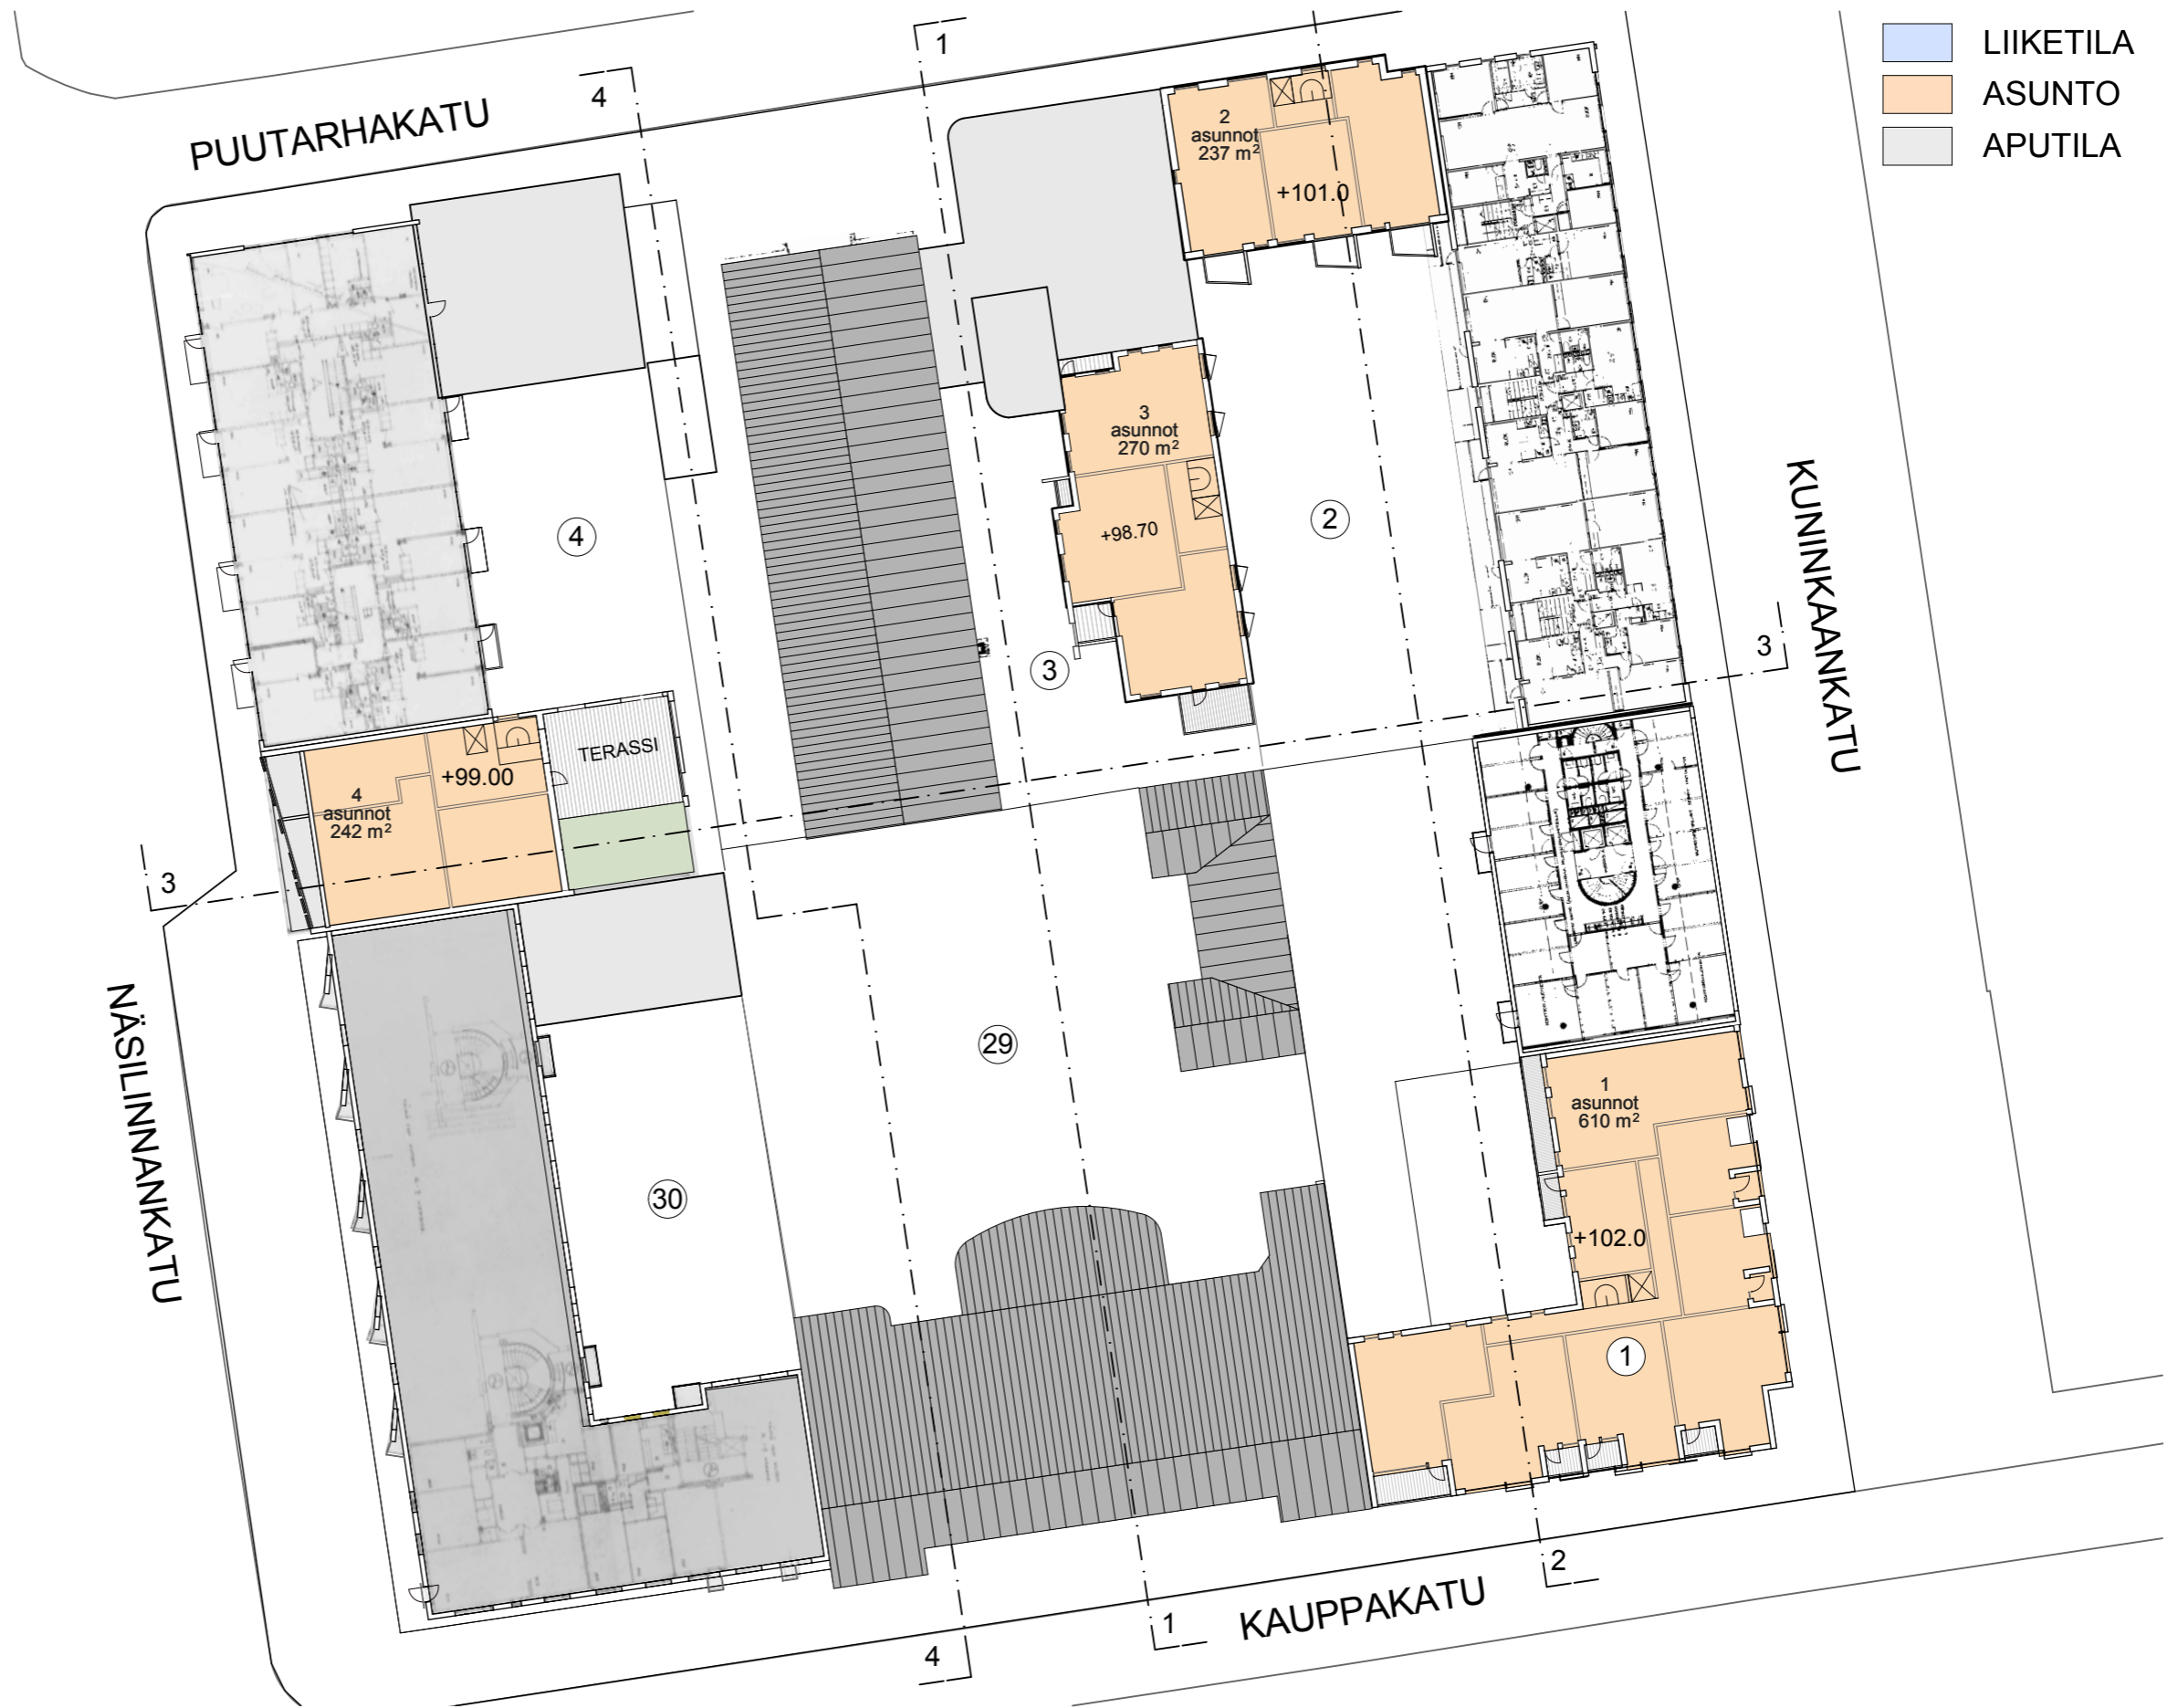 LIIKETILA
ASUNTO
APUTILA
1
4
PUUTARHAKATU
2
asunnot
237 m²
+101.0
3
asunnot
270 m²
+98.70
4
2
3
KUNINKAANKATU
3
TERASSI
+99.00
4
asunnot
242 m²
3
NÄSILINNANKATU
29
30
1
asunnot
610 m²
+102.0
1
2
KAUPPAKATU
1
4